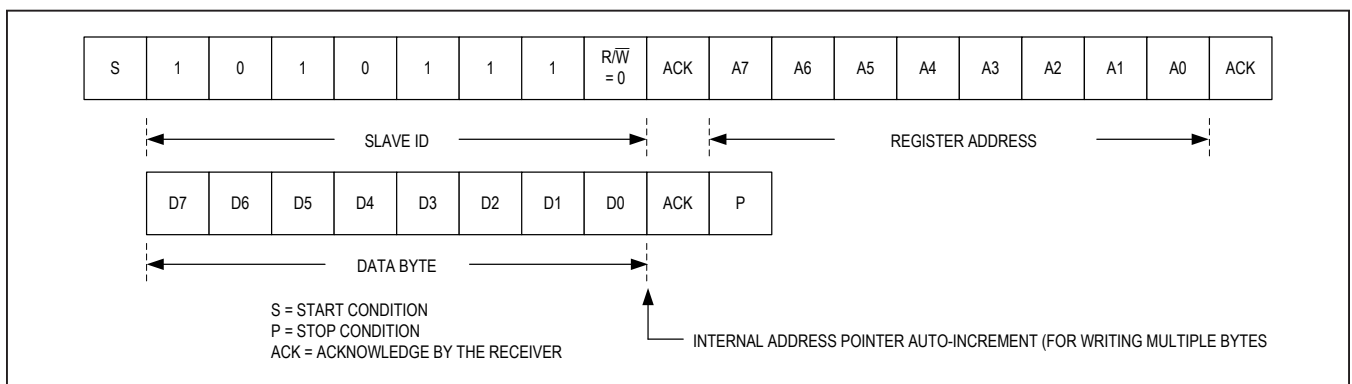 S 1 0 1 0 1 1 1 R/W̅ = 0 ACK A7 A6 A5 A4 A3 A2 A1 A0 ACK
SLAVE ID REGISTER ADDRESS
D7 D6 D5 D4 D3 D2 D1 D0 ACK P
DATA BYTE
S = START CONDITION
P = STOP CONDITION
ACK = ACKNOWLEDGE BY THE RECEIVER
INTERNAL ADDRESS POINTER AUTO-INCREMENT (FOR WRITING MULTIPLE BYTES